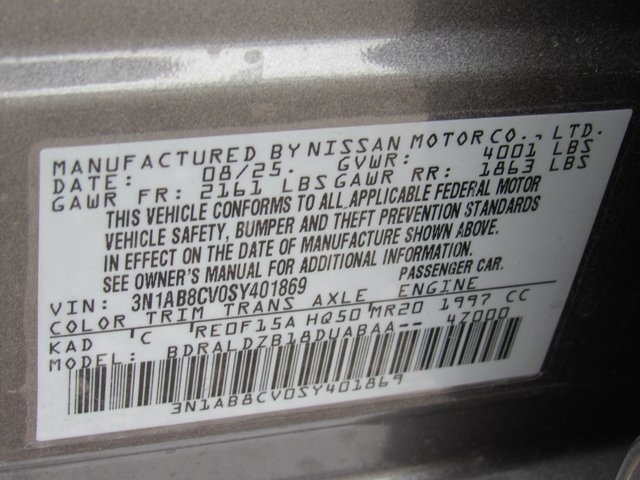 MANUFACTURED BY NISSAN MOTOR CO., LTD.
DATE: 08/25. GVWR: 4001 LBS
GAWR FR: 2161 LBS GAWR RR: 1863 LBS
THIS VEHICLE CONFORMS TO ALL APPLICABLE FEDERAL MOTOR
VEHICLE SAFETY, BUMPER AND THEFT PREVENTION STANDARDS
IN EFFECT ON THE DATE OF MANUFACTURE SHOWN ABOVE.
SEE OWNER'S MANUAL FOR ADDITIONAL INFORMATION.
VIN: 3N1AB8CV0SY401869 PASSENGER CAR.
COLOR TRIM TRANS AXLE ENGINE
KAD C RE0F15A HQ50 MR20 1997 CC
MODEL: BDRALDZB18DUABAA-- 47000
3N1AB8CV0SY401869